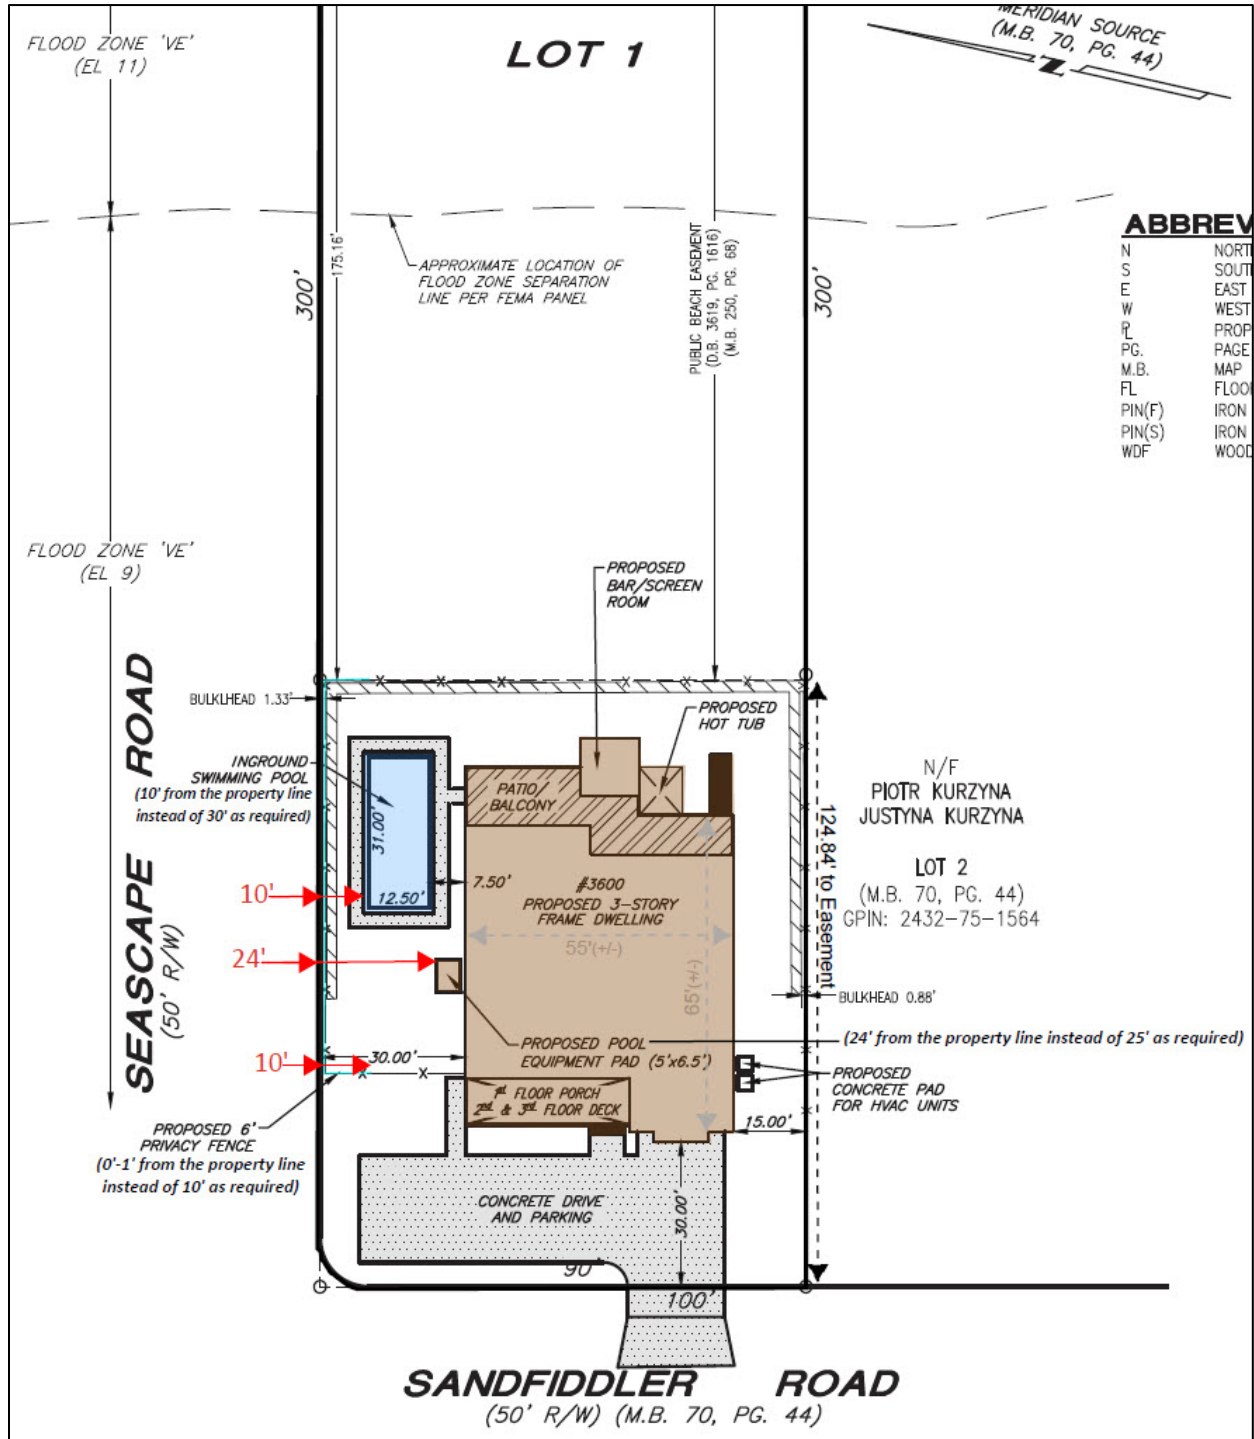 LOT 1
MERIDIAN SOURCE
(M.B. 70, PG. 44)
N
FLOOD ZONE 'VE'
(EL 11)
175.16'
300'
APPROXIMATE LOCATION OF
FLOOD ZONE SEPARATION
LINE PER FEMA PANEL
PUBLIC BEACH EASEMENT
(D.B. 3619, PG. 1616)
(M.B. 250, PG. 68)
300'
ABBREV
N NORT
S SOUT
E EAST
W WEST
PL PROP
PG. PAGE
M.B. MAP
FL FLOO
PIN(F) IRON
PIN(S) IRON
WDF WOOD
FLOOD ZONE 'VE'
(EL 9)
PROPOSED
BAR/SCREEN
ROOM
SEASCAPE ROAD
(50' R/W)
BULKLHEAD 1.33'
PROPOSED
HOT TUB
INGROUND
SWIMMING POOL
(10' from the property line
instead of 30' as required)
PATIO/
BALCONY
31.00'
12.50'
7.50'
10'
#3600
PROPOSED 3-STORY
FRAME DWELLING
55'(+/-)
65'(+/-)
N/F
PIOTR KURZYNA
JUSTYNA KURZYNA
LOT 2
(M.B. 70, PG. 44)
GPIN: 2432-75-1564
124.84' to Easement
24'
BULKHEAD 0.88'
PROPOSED POOL
EQUIPMENT PAD (5'x6.5')
(24' from the property line instead of 25' as required)
10'
30.00'
PROPOSED
CONCRETE PAD
FOR HVAC UNITS
1st FLOOR PORCH
2nd & 3rd FLOOR DECK
15.00'
PROPOSED 6'
PRIVACY FENCE
(0'-1' from the property line
instead of 10' as required)
CONCRETE DRIVE
AND PARKING
30.00'
90'
100'
SANDFIDDLER ROAD
(50' R/W) (M.B. 70, PG. 44)